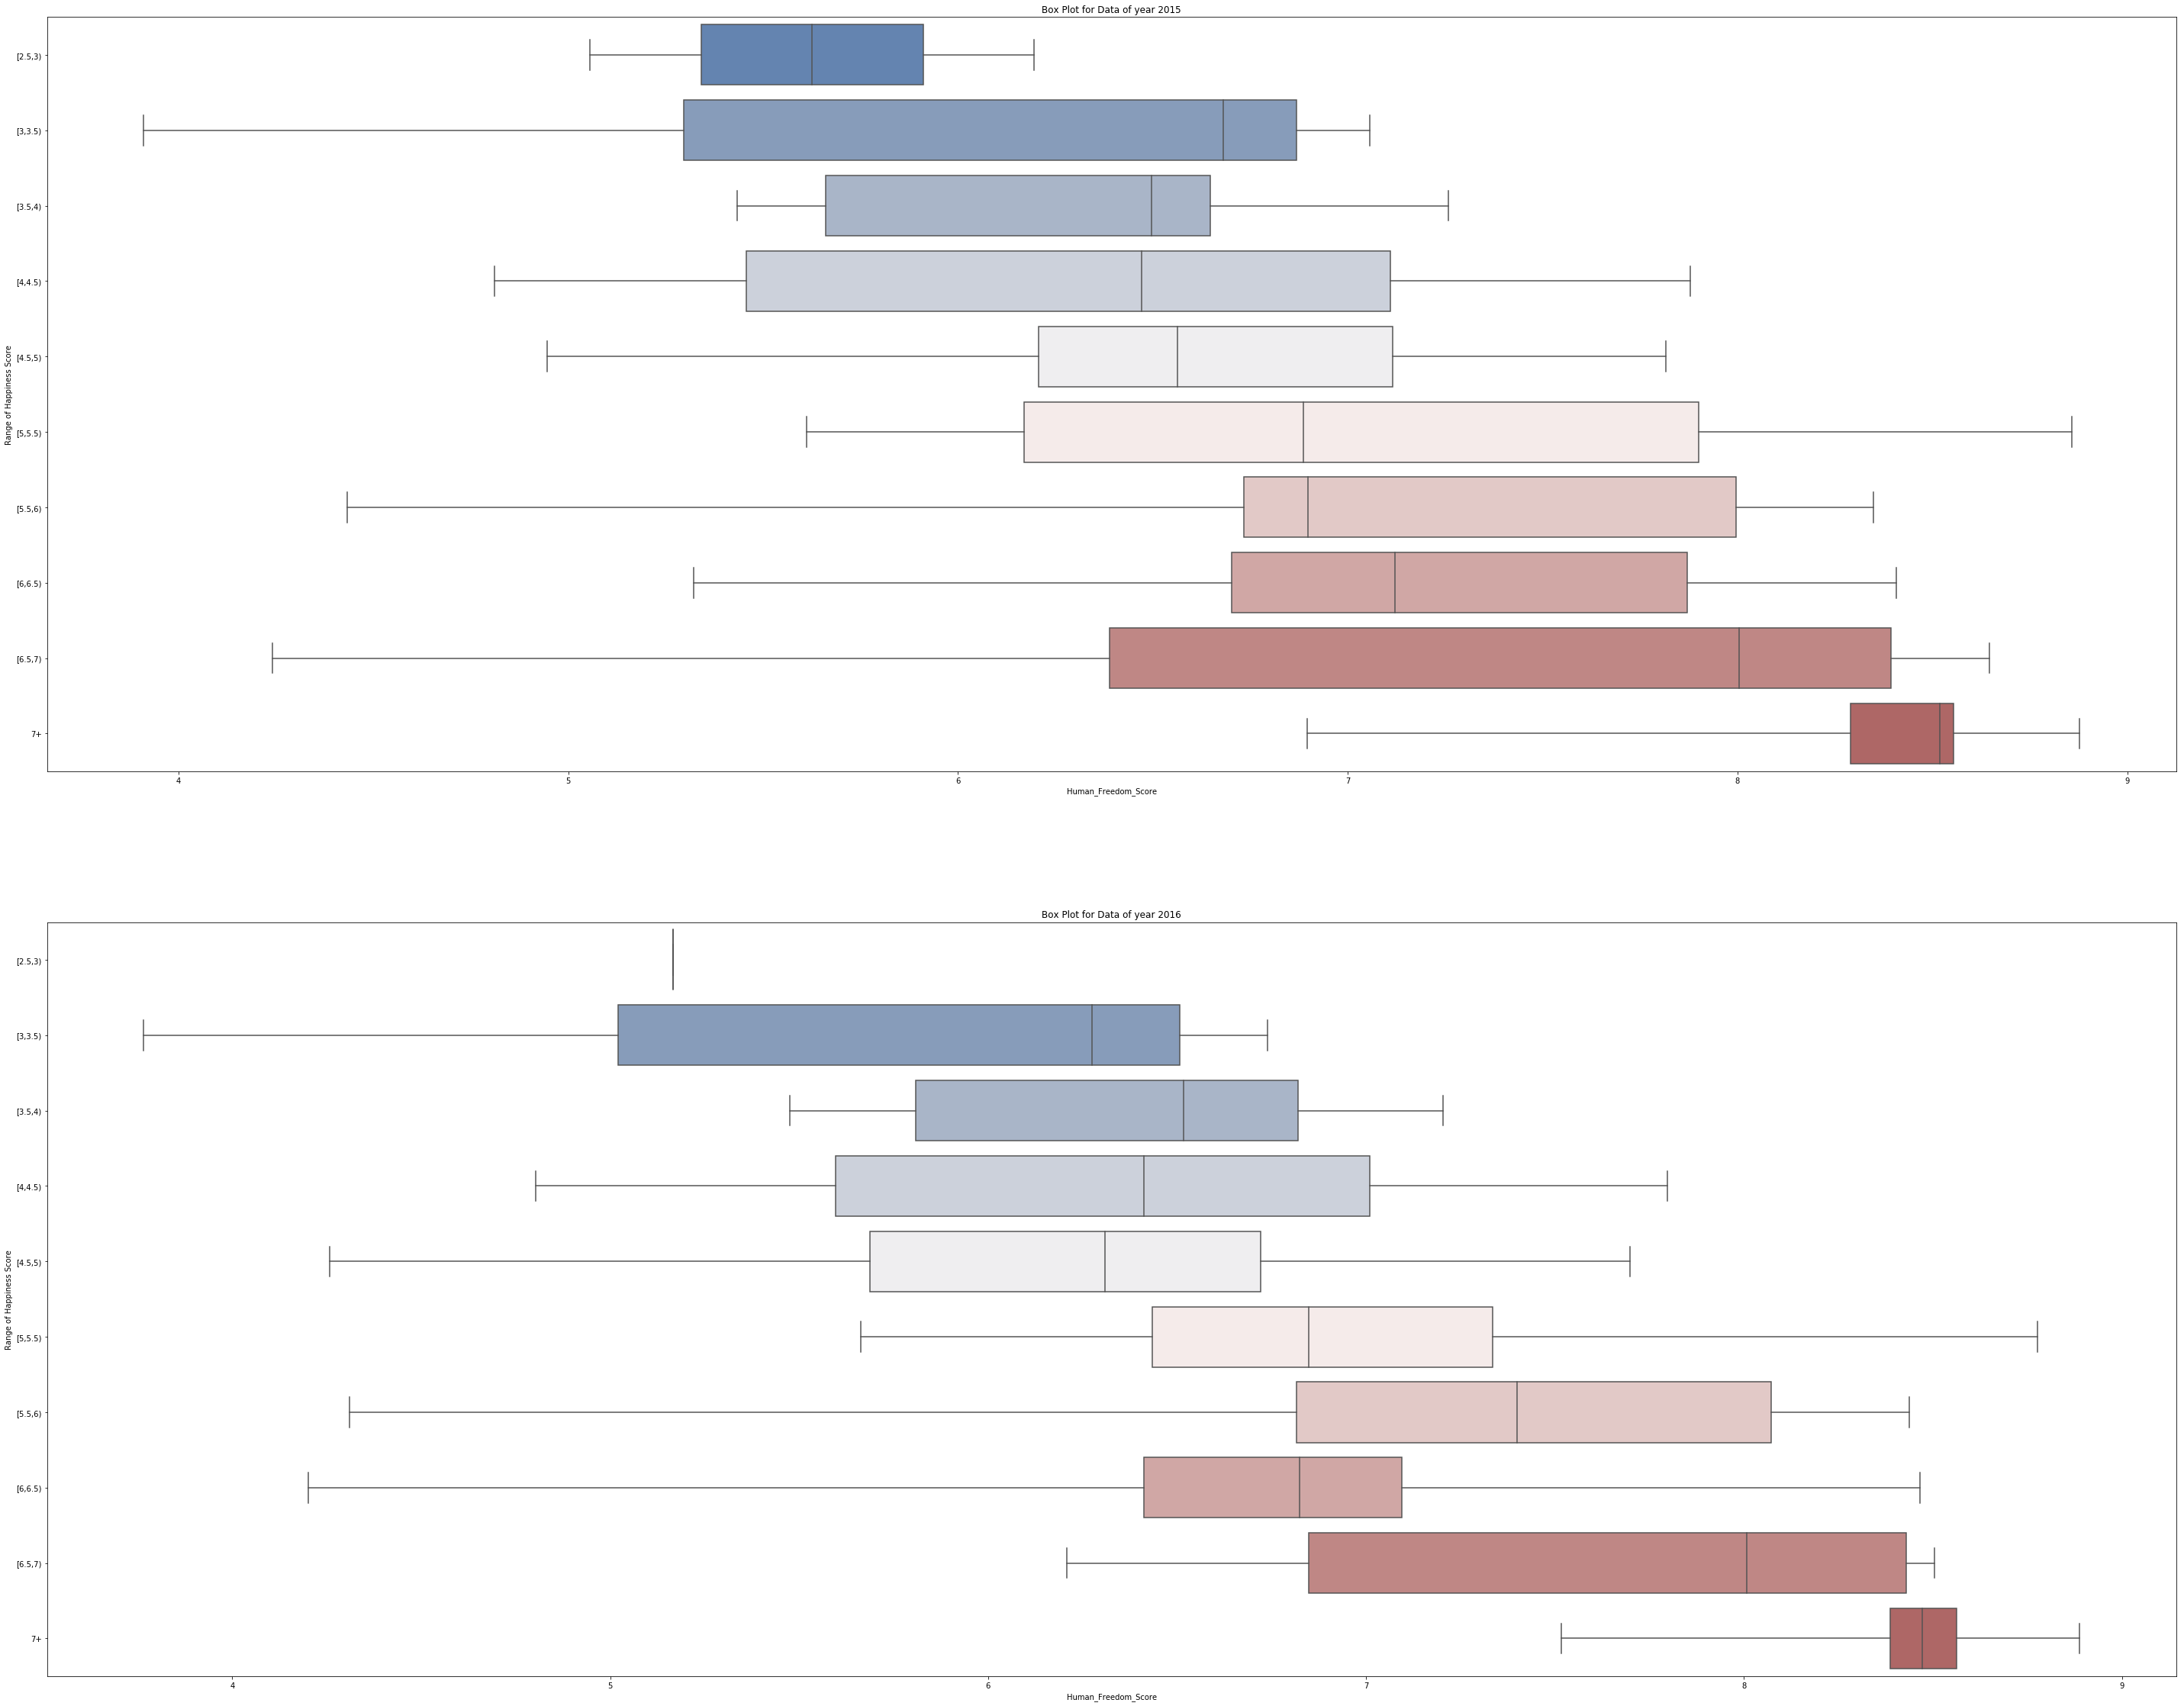 Box Plot for Data of year 2015
Range of Happiness Score
[2.5,3)
[3,3.5)
[3.5,4)
[4,4.5)
[4.5,5)
[5,5.5)
[5.5,6)
[6,6.5)
[6.5,7)
7+
4 5 6 7 8 9
Human_Freedom_Score
Box Plot for Data of year 2016
Range of Happiness Score
[2.5,3)
[3,3.5)
[3.5,4)
[4,4.5)
[4.5,5)
[5,5.5)
[5.5,6)
[6,6.5)
[6.5,7)
7+
4 5 6 7 8 9
Human_Freedom_Score